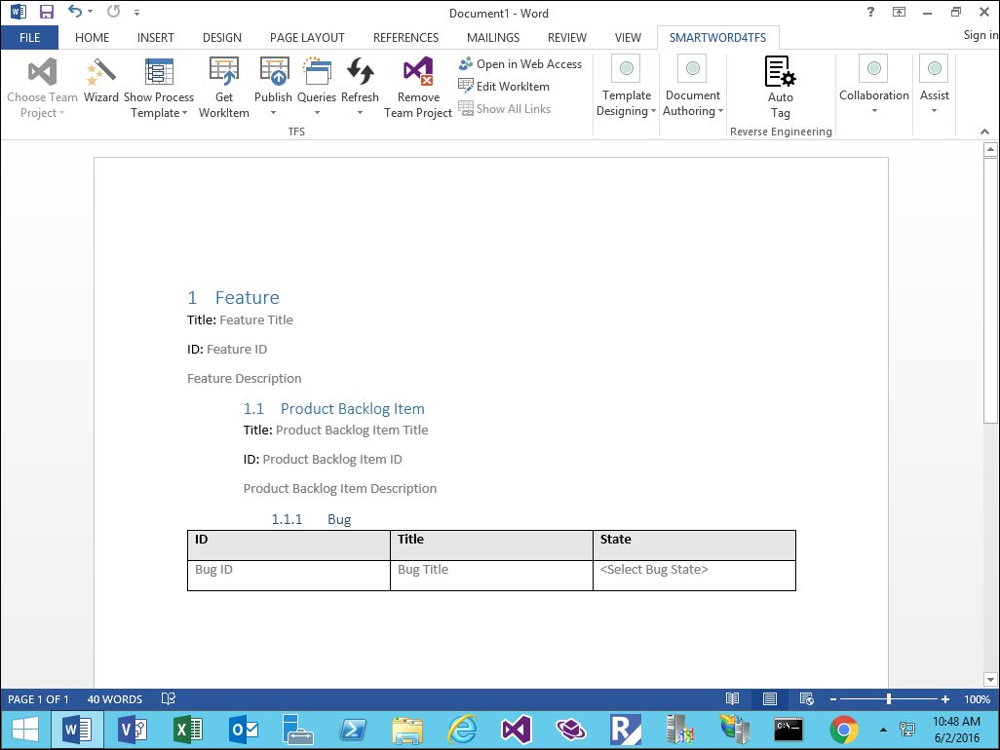 Document1 - Word
?
FILE HOME INSERT DESIGN PAGE LAYOUT REFERENCES MAILINGS REVIEW VIEW SMARTWORD4TFS Sign in
Choose Team Project
Wizard
Show Process Template
Get WorkItem
Publish
Queries
Refresh
Remove Team Project
Open in Web Access
Edit WorkItem
Show All Links
Template Designing
Document Authoring
Auto Tag
Collaboration
Assist
TFS
Reverse Engineering
1 Feature
Title: Feature Title
ID: Feature ID
Feature Description
1.1 Product Backlog Item
Title: Product Backlog Item Title
ID: Product Backlog Item ID
Product Backlog Item Description
1.1.1 Bug
ID Title State
Bug ID Bug Title <Select Bug State>
PAGE 1 OF 1 40 WORDS 100%
C:\_
10:48 AM
6/2/2016